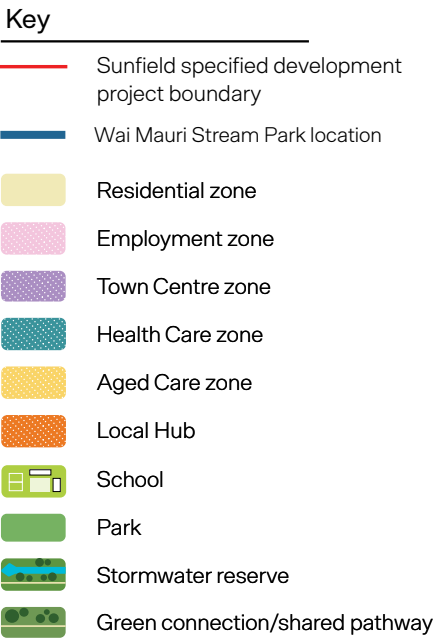 Key
Sunfield specified development
project boundary
Wai Mauri Stream Park location
Residential zone
Employment zone
Town Centre zone
Health Care zone
Aged Care zone
Local Hub
School
Park
Stormwater reserve
Green connection/shared pathway